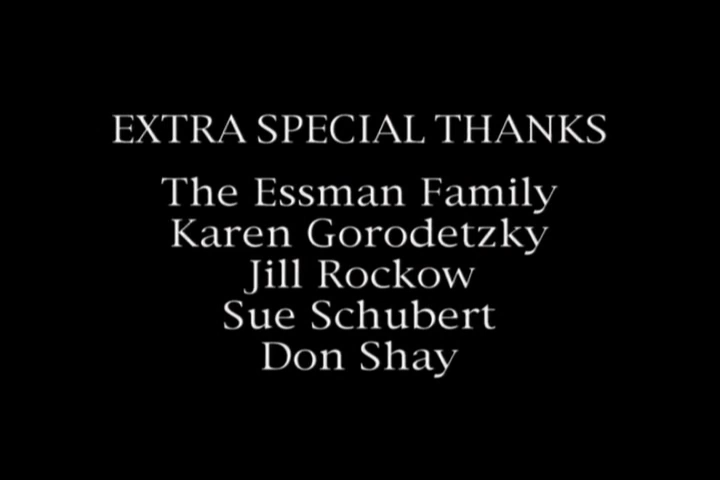 EXTRA SPECIAL THANKS
The Essman Family
Karen Gorodetzky
Jill Rockow
Sue Schubert
Don Shay